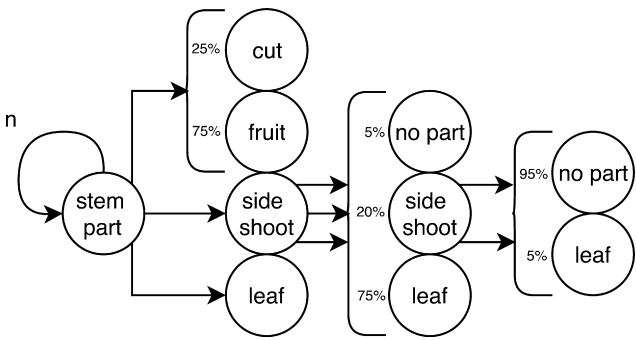 n
stem
part
25%
cut
75%
fruit
side
shoot
leaf
5%
no part
20%
side
shoot
75%
leaf
95%
no part
5%
leaf